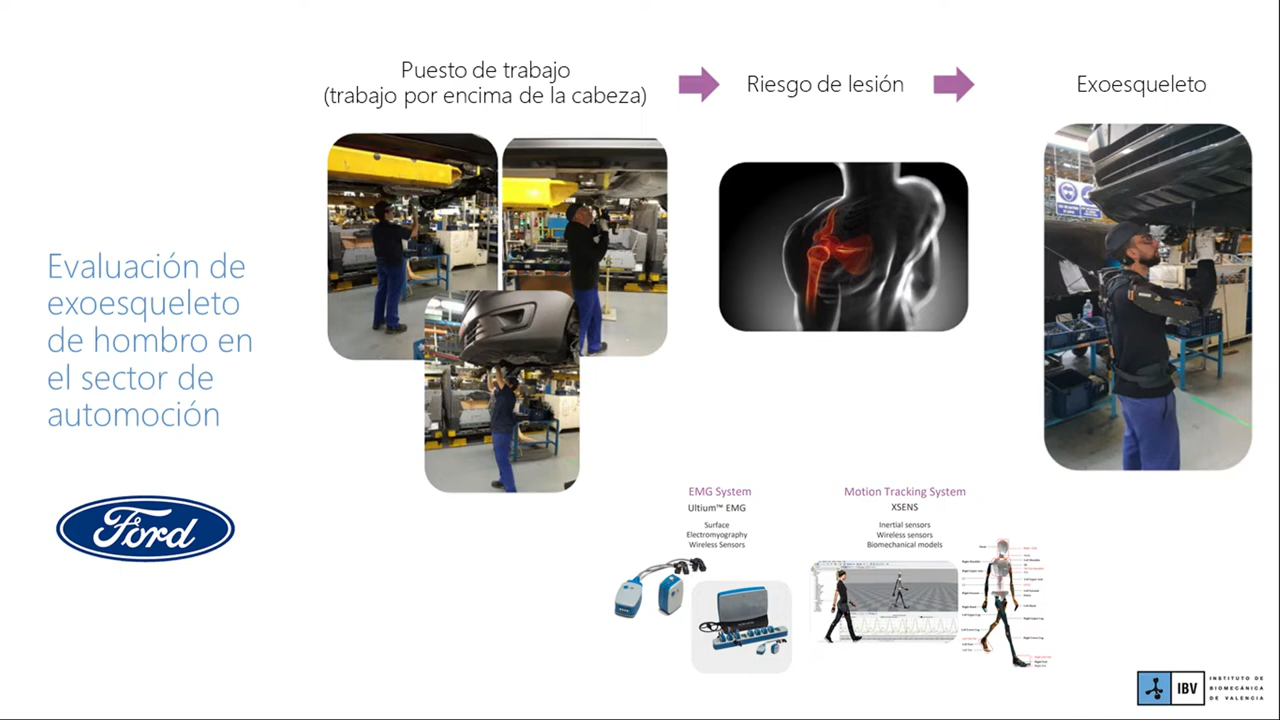 Puesto de trabajo
(trabajo por encima de la cabeza)
Riesgo de lesión
Exoesqueleto
Evaluación de
exoesqueleto
de hombro en
el sector de
automoción
Ford
EMG System
Ultium™ EMG
Surface
Electromyography
Wireless Sensors
Motion Tracking System
XSENS
Inertial sensors
Wireless sensors
Biomechanical models
IBV
INSTITUTO DE
BIOMECÁNICA
DE VALENCIA